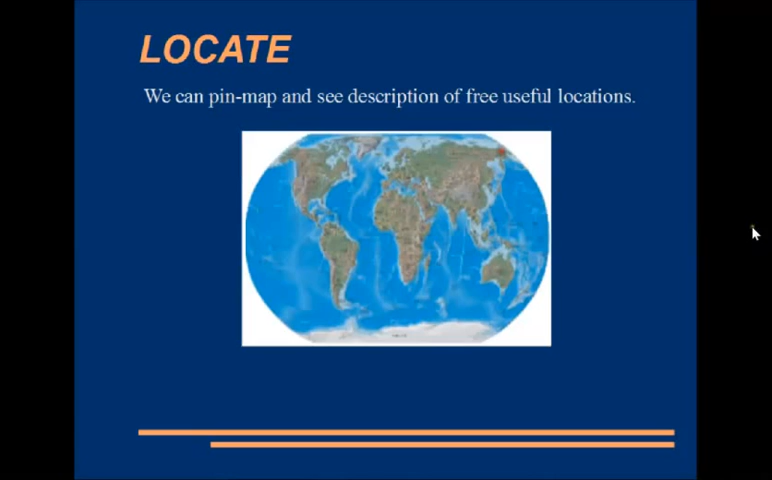 LOCATE
We can pin-map and see description of free useful locations.